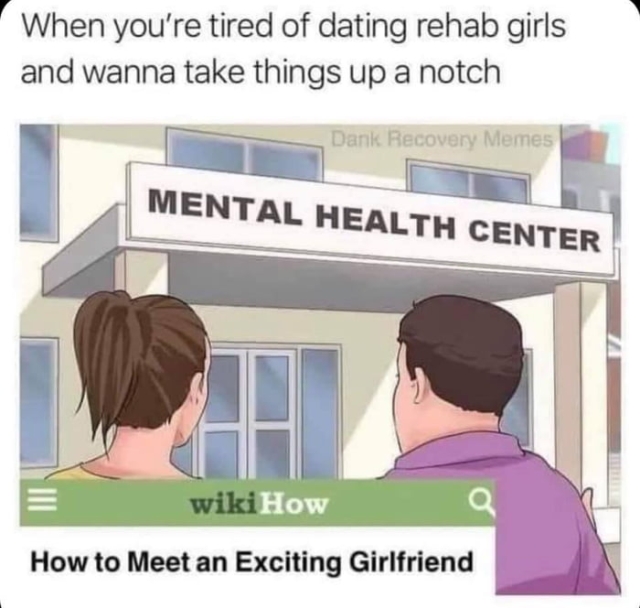 When you're tired of dating rehab girls
and wanna take things up a notch
Dank Recovery Memes
MENTAL HEALTH CENTER
wikiHow
How to Meet an Exciting Girlfriend